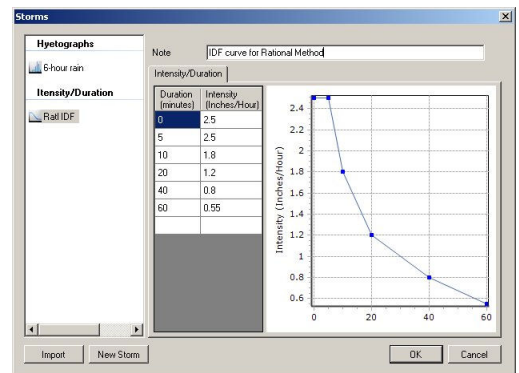 Storms
Hyetographs
6-hour rain
Itensity/Duration
Ratl IDF
Note
IDF curve for Rational Method
Intensity/Duration
Duration (minutes) Intensity (Inches/Hour)
0 2.5
5 2.5
10 1.8
20 1.2
40 0.8
60 0.55
Intensity (Inches/Hour)
2.4
2.2
2
1.8
1.6
1.4
1.2
1
0.8
0.6
0 20 40 60
Import New Storm OK Cancel